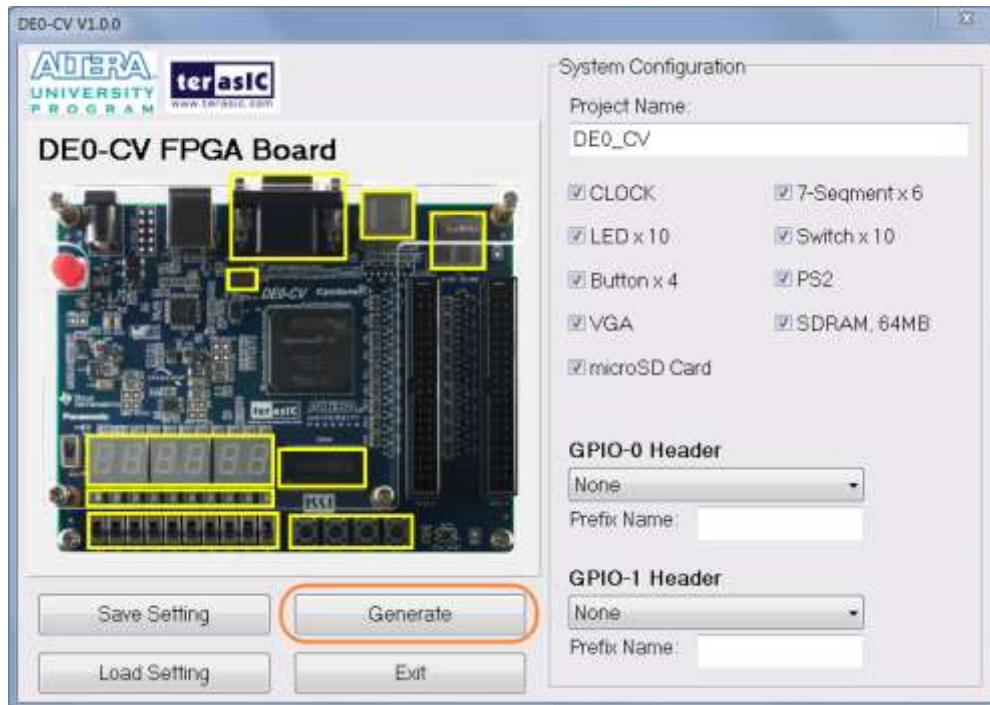 DE0-CV V1.0.0
ALTERA
UNIVERSITY
PROGRAM
terasIC
www.terasic.com
DE0-CV FPGA Board
DE0-CV
terasIC
ISSI
Save Setting
Generate
Load Setting
Exit
System Configuration
Project Name:
DE0_CV
CLOCK
7-Segment x 6
LED x 10
Switch x 10
Button x 4
PS2
VGA
SDRAM, 64MB
microSD Card
GPIO-0 Header
None
Prefix Name:
GPIO-1 Header
None
Prefix Name: